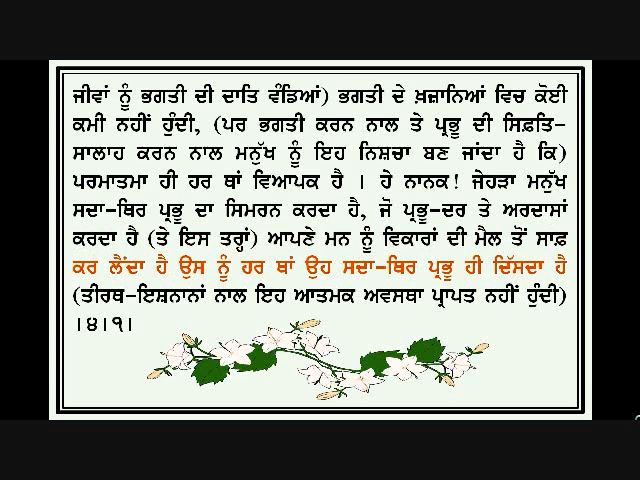 ਜੀਵਾਂ ਨੂੰ ਭਗਤੀ ਦੀ ਦਾਤਿ ਵੰਡਿਆਂ) ਭਗਤੀ ਦੇ ਖ਼ਜ਼ਾਨਿਆਂ ਵਿਚ ਕੋਈ
ਕਮੀ ਨਹੀਂ ਹੁੰਦੀ, (ਪਰ ਭਗਤੀ ਕਰਨ ਨਾਲ ਤੇ ਪ੍ਰਭੂ ਦੀ ਸਿਫ਼ਤਿ-
ਸਾਲਾਹ ਕਰਨ ਨਾਲ ਮਨੁੱਖ ਨੂੰ ਇਹ ਨਿਸ਼ਚਾ ਬਣ ਜਾਂਦਾ ਹੈ ਕਿ)
ਪਰਮਾਤਮਾ ਹੀ ਹਰ ਥਾਂ ਵਿਆਪਕ ਹੈ । ਹੇ ਨਾਨਕ! ਜੇਹੜਾ ਮਨੁੱਖ
ਸਦਾ-ਥਿਰ ਪ੍ਰਭੂ ਦਾ ਸਿਮਰਨ ਕਰਦਾ ਹੈ, ਜੋ ਪ੍ਰਭੂ-ਦਰ ਤੇ ਅਰਦਾਸਾਂ
ਕਰਦਾ ਹੈ (ਤੇ ਇਸ ਤਰ੍ਹਾਂ) ਆਪਣੇ ਮਨ ਨੂੰ ਵਿਕਾਰਾਂ ਦੀ ਮੈਲ ਤੋਂ ਸਾਫ਼
ਕਰ ਲੈਂਦਾ ਹੈ ਉਸ ਨੂੰ ਹਰ ਥਾਂ ਉਹ ਸਦਾ-ਥਿਰ ਪ੍ਰਭੂ ਹੀ ਦਿੱਸਦਾ ਹੈ
(ਤੀਰਥ-ਇਸ਼ਨਾਨਾਂ ਨਾਲ ਇਹ ਆਤਮਕ ਅਵਸਥਾ ਪ੍ਰਾਪਤ ਨਹੀਂ ਹੁੰਦੀ)
।੪।੧।